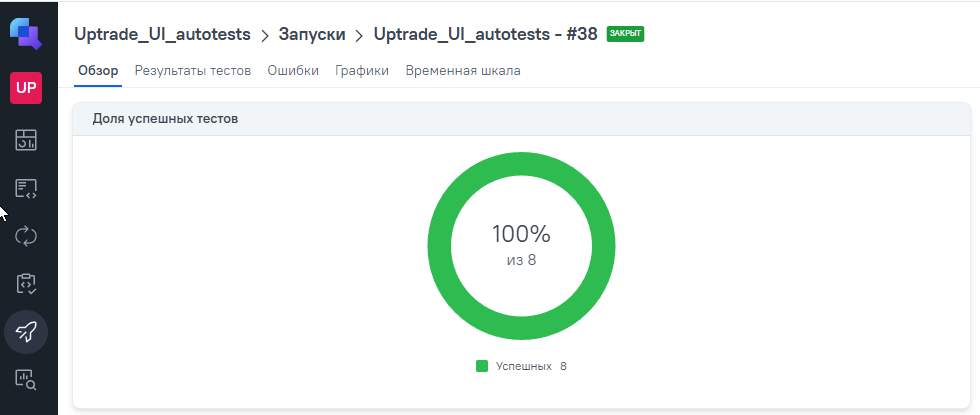 Uptrade_UI_autotests > Запуски > Uptrade_UI_autotests - #38 ЗАКРЫТ
UP
Обзор Результаты тестов Ошибки Графики Временная шкала
Доля успешных тестов
100%
из 8
Успешных 8